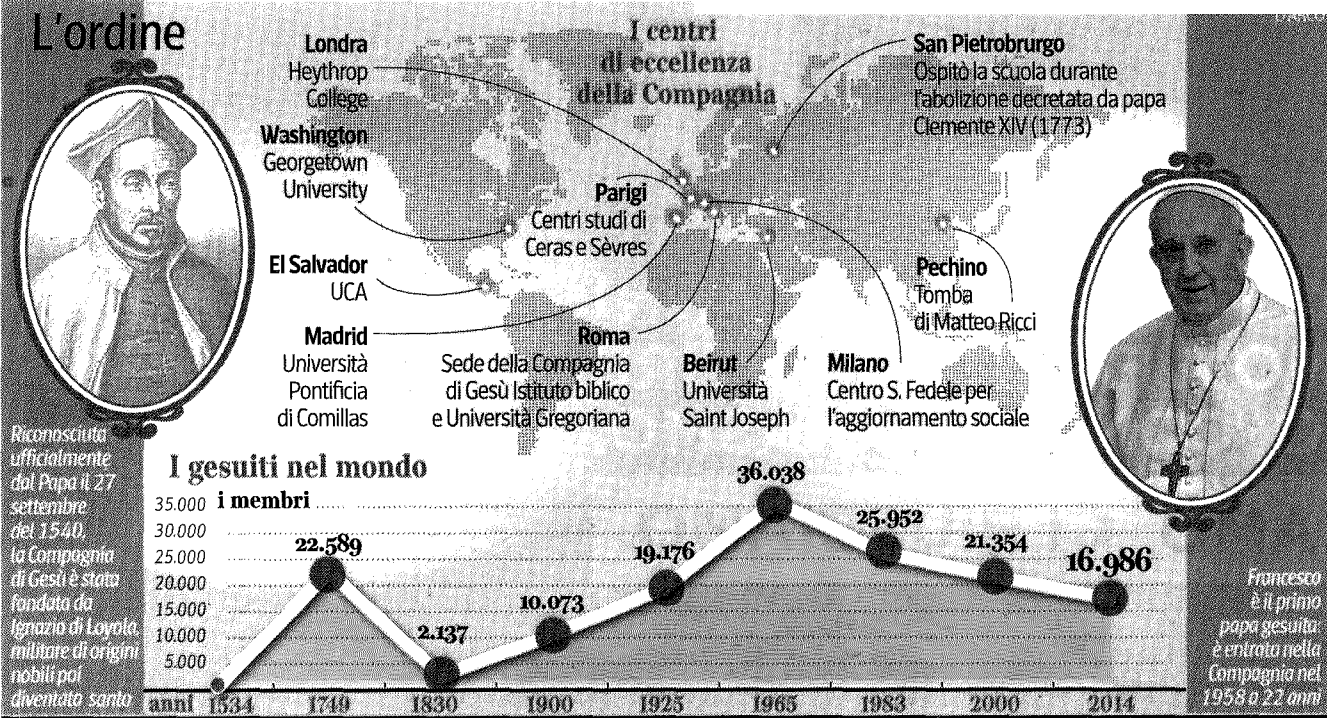 L'ordine
I centri
di eccellenza
della Compagnia
Londra
Heythrop
College
Washington
Georgetown
University
El Salvador
UCA
Madrid
Università
Pontificia
di Comillas
Parigi
Centri studi di
Ceras e Sèvres
Roma
Sede della Compagnia
di Gesù Istituto biblico
e Università Gregoriana
Beirut
Università
Saint Joseph
Milano
Centro S. Fedele per
l'aggiornamento sociale
San Pietrobrurgo
Ospitò la scuola durante
l'abolizione decretata da papa
Clemente XIV (1773)
Pechino
Tomba
di Matteo Ricci
Riconosciuta
ufficialmente
dal Papa il 27
settembre
del 1540,
la Compagnia
di Gesù è stata
fondata da
Ignazio di Loyola,
militare di origini
nobili poi
diventato santo
I gesuiti nel mondo
i membri
35.000
30.000
25.000
20.000
15.000
10.000
5.000
22.589
2.137
10.073
19.176
36.038
25.952
21.354
16.986
anni 1534 1749 1830 1900 1925 1965 1983 2000 2014
Francesco
è il primo
papa gesuita:
è entrato nella
Compagnia nel
1958 a 22 anni